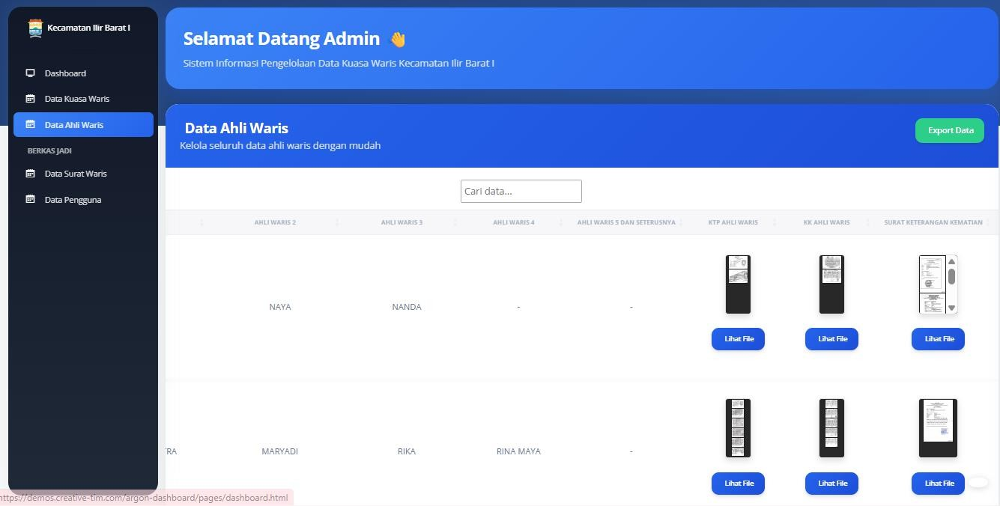 Kecamatan Ilir Barat I
Dashboard
Data Kuasa Waris
Data Ahli Waris
BERKAS JADI
Data Surat Waris
Data Pengguna
Selamat Datang Admin 👋
Sistem Informasi Pengelolaan Data Kuasa Waris Kecamatan Ilir Barat I
Data Ahli Waris
Kelola seluruh data ahli waris dengan mudah
Export Data
Cari data...
AHLI WARIS 2 AHLI WARIS 3 AHLI WARIS 4 AHLI WARIS 5 DAN SETERUSNYA KTP AHLI WARIS KK AHLI WARIS SURAT KETERANGAN KEMATIAN
NAYA NANDA - -
Lihat File Lihat File Lihat File
TRA MARYADI RIKA RINA MAYA -
Lihat File Lihat File Lihat File
https://demos.creative-tim.com/argon-dashboard/pages/dashboard.html